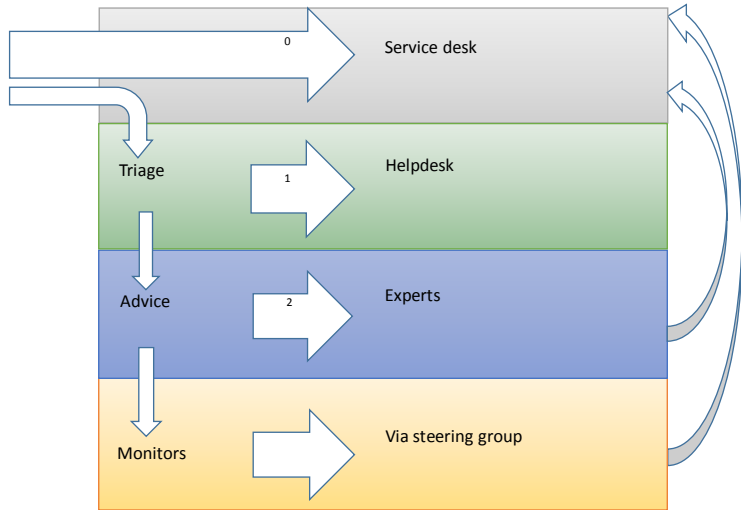 0
Service desk
Triage
1
Helpdesk
Advice
2
Experts
Monitors
Via steering group